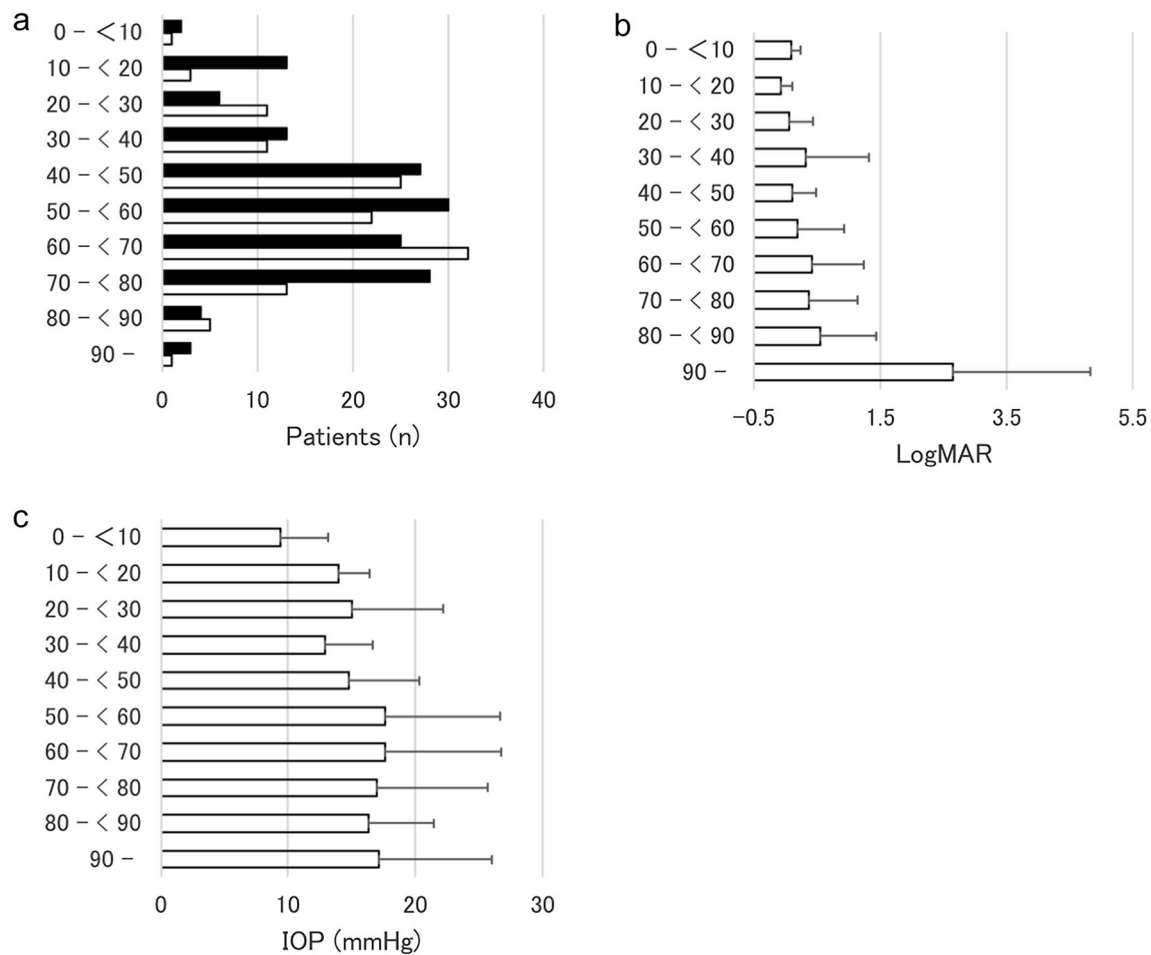 a
0 – <10
10 – < 20
20 – < 30
30 – < 40
40 – < 50
50 – < 60
60 – < 70
70 – < 80
80 – < 90
90 –
0 10 20 30 40
Patients (n)
b
0 – <10
10 – < 20
20 – < 30
30 – < 40
40 – < 50
50 – < 60
60 – < 70
70 – < 80
80 – < 90
90 –
−0.5 1.5 3.5 5.5
LogMAR
c
0 – <10
10 – < 20
20 – < 30
30 – < 40
40 – < 50
50 – < 60
60 – < 70
70 – < 80
80 – < 90
90 –
0 10 20 30
IOP (mmHg)